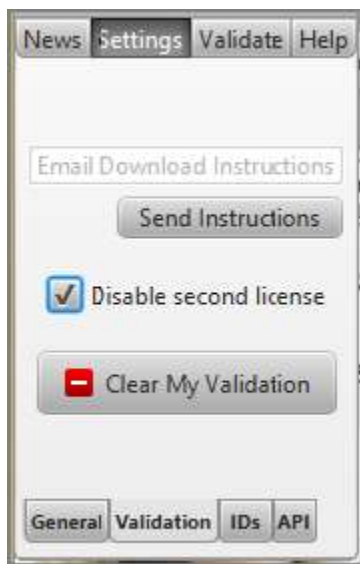 News Settings Validate Help
Email Download Instructions
Send Instructions
Disable second license
Clear My Validation
General Validation IDs API